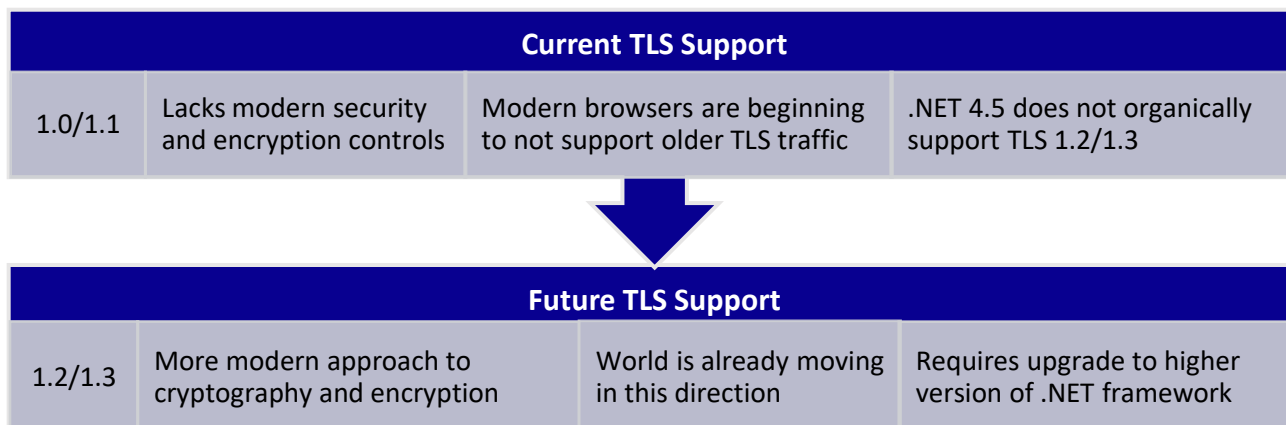 Current TLS Support
1.0/1.1
Lacks modern security
and encryption controls
Modern browsers are beginning
to not support older TLS traffic
.NET 4.5 does not organically
support TLS 1.2/1.3
Future TLS Support
1.2/1.3
More modern approach to
cryptography and encryption
World is already moving
in this direction
Requires upgrade to higher
version of .NET framework